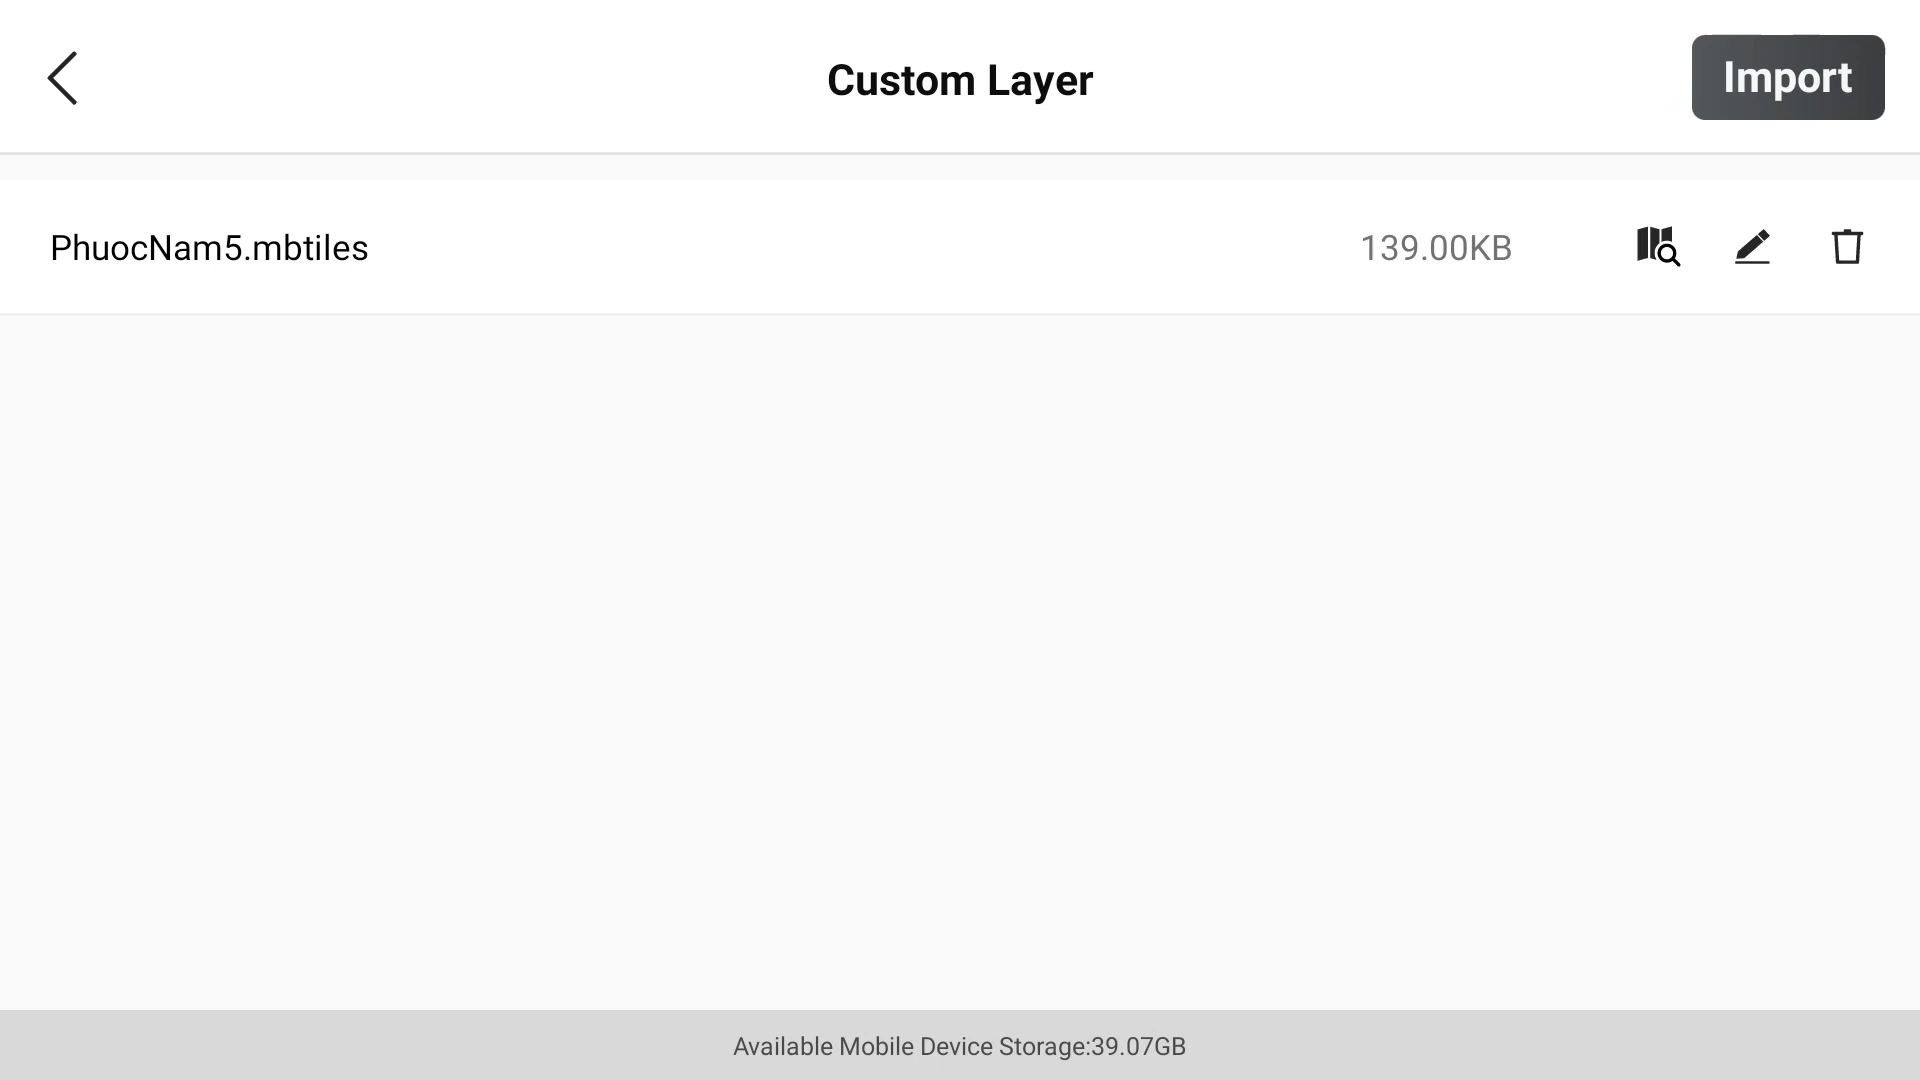 Custom Layer
Import
PhuocNam5.mbtiles
139.00KB
Available Mobile Device Storage:39.07GB